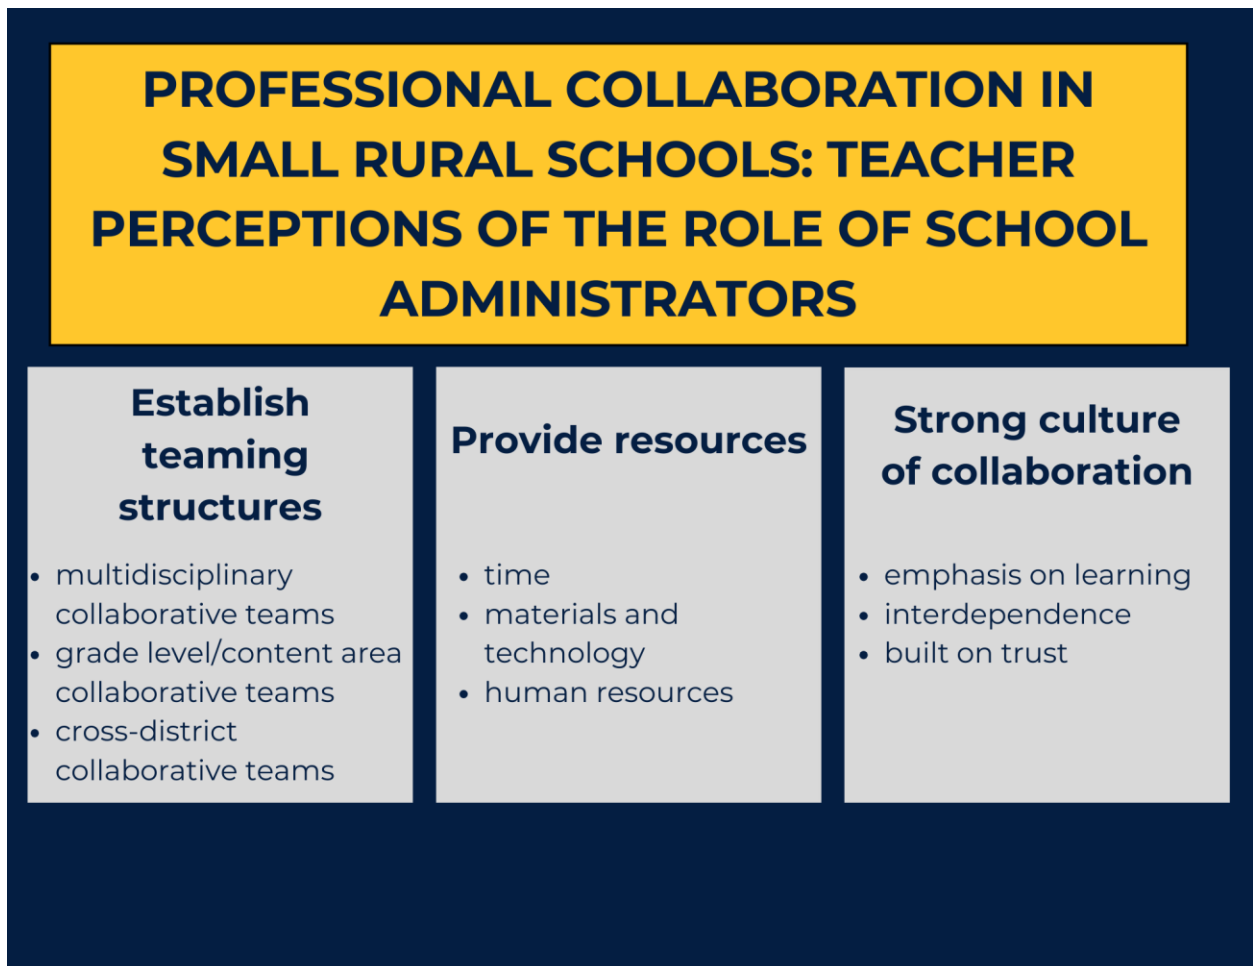 PROFESSIONAL COLLABORATION IN
SMALL RURAL SCHOOLS: TEACHER
PERCEPTIONS OF THE ROLE OF SCHOOL
ADMINISTRATORS
Establish
teaming
structures
• multidisciplinary
collaborative teams
• grade level/content area
collaborative teams
• cross-district
collaborative teams
Provide resources
• time
• materials and
technology
• human resources
Strong culture
of collaboration
• emphasis on learning
• interdependence
• built on trust